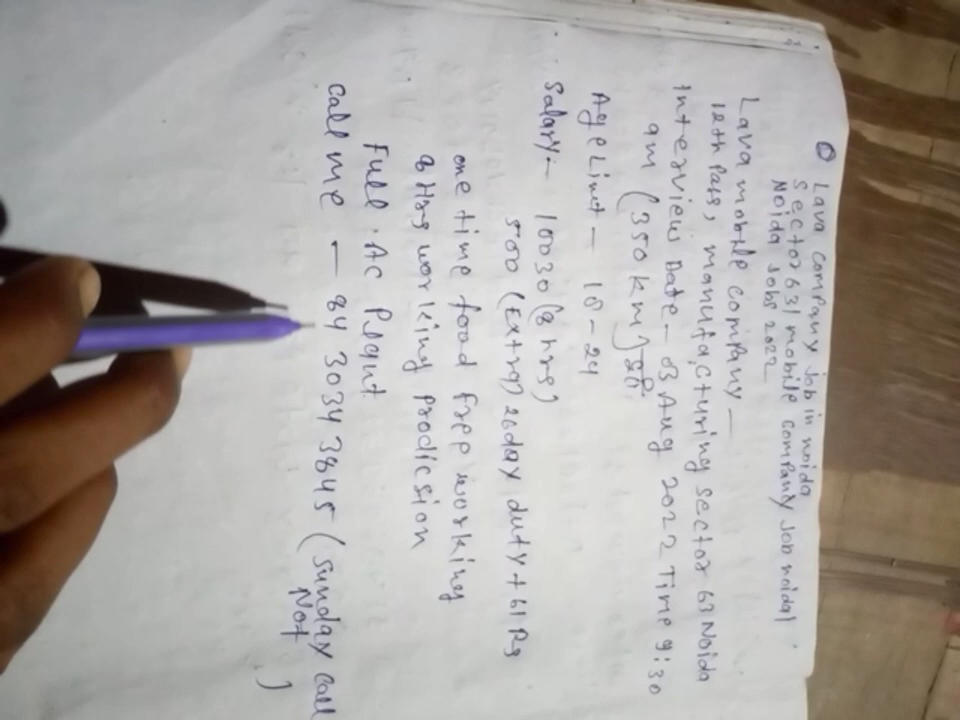 Lava company Job in noida
Sector 63 | mobile company Job noida |
Noida Jobs 2022
Lava mobile company —
12th Pass, manufacturing sector 63 Noida
Interview Date - 03 Aug 2022 Time 9:30
am (350 km)
Age Limit — 18 - 24
Salary — 10030 (8 hrs)
500 (Extra) 26 day duty + 61 Rs
one time food free working
8 Hrs working prodicsion
Full AC Plant
Call me — 84 3034 3845 (Sunday Call
Not)